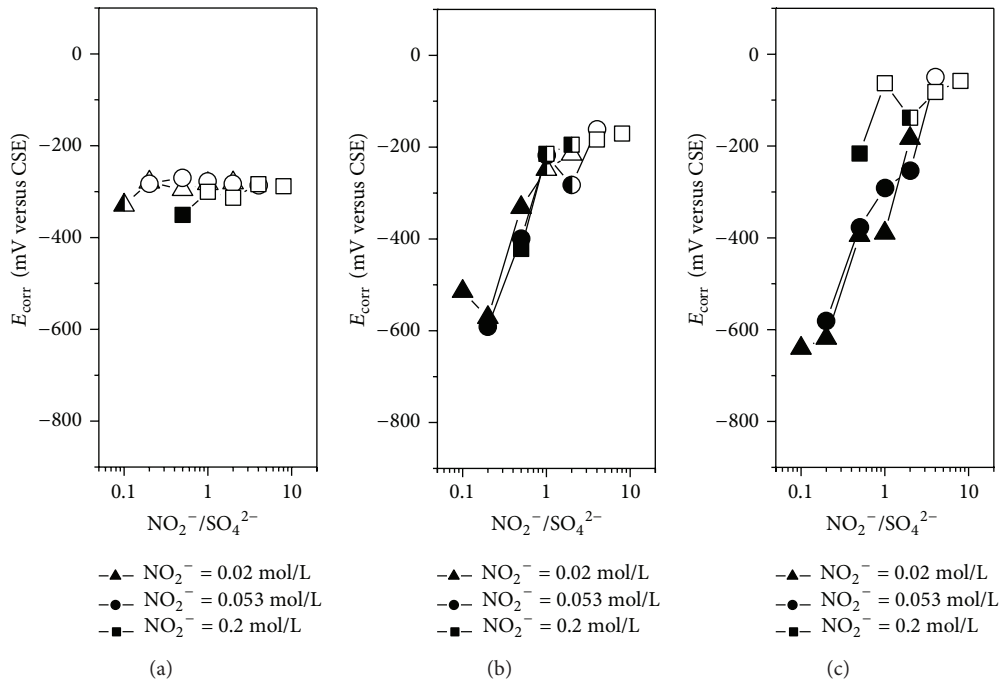 0
−200
−400
−600
−800
E_corr (mV versus CSE)
0.1 1 10
NO₂⁻/SO₄²⁻
NO₂⁻ = 0.02 mol/L
NO₂⁻ = 0.053 mol/L
NO₂⁻ = 0.2 mol/L
(a)
0
−200
−400
−600
−800
E_corr (mV versus CSE)
0.1 1 10
NO₂⁻/SO₄²⁻
NO₂⁻ = 0.02 mol/L
NO₂⁻ = 0.053 mol/L
NO₂⁻ = 0.2 mol/L
(b)
0
−200
−400
−600
−800
E_corr (mV versus CSE)
0.1 1 10
NO₂⁻/SO₄²⁻
NO₂⁻ = 0.02 mol/L
NO₂⁻ = 0.053 mol/L
NO₂⁻ = 0.2 mol/L
(c)